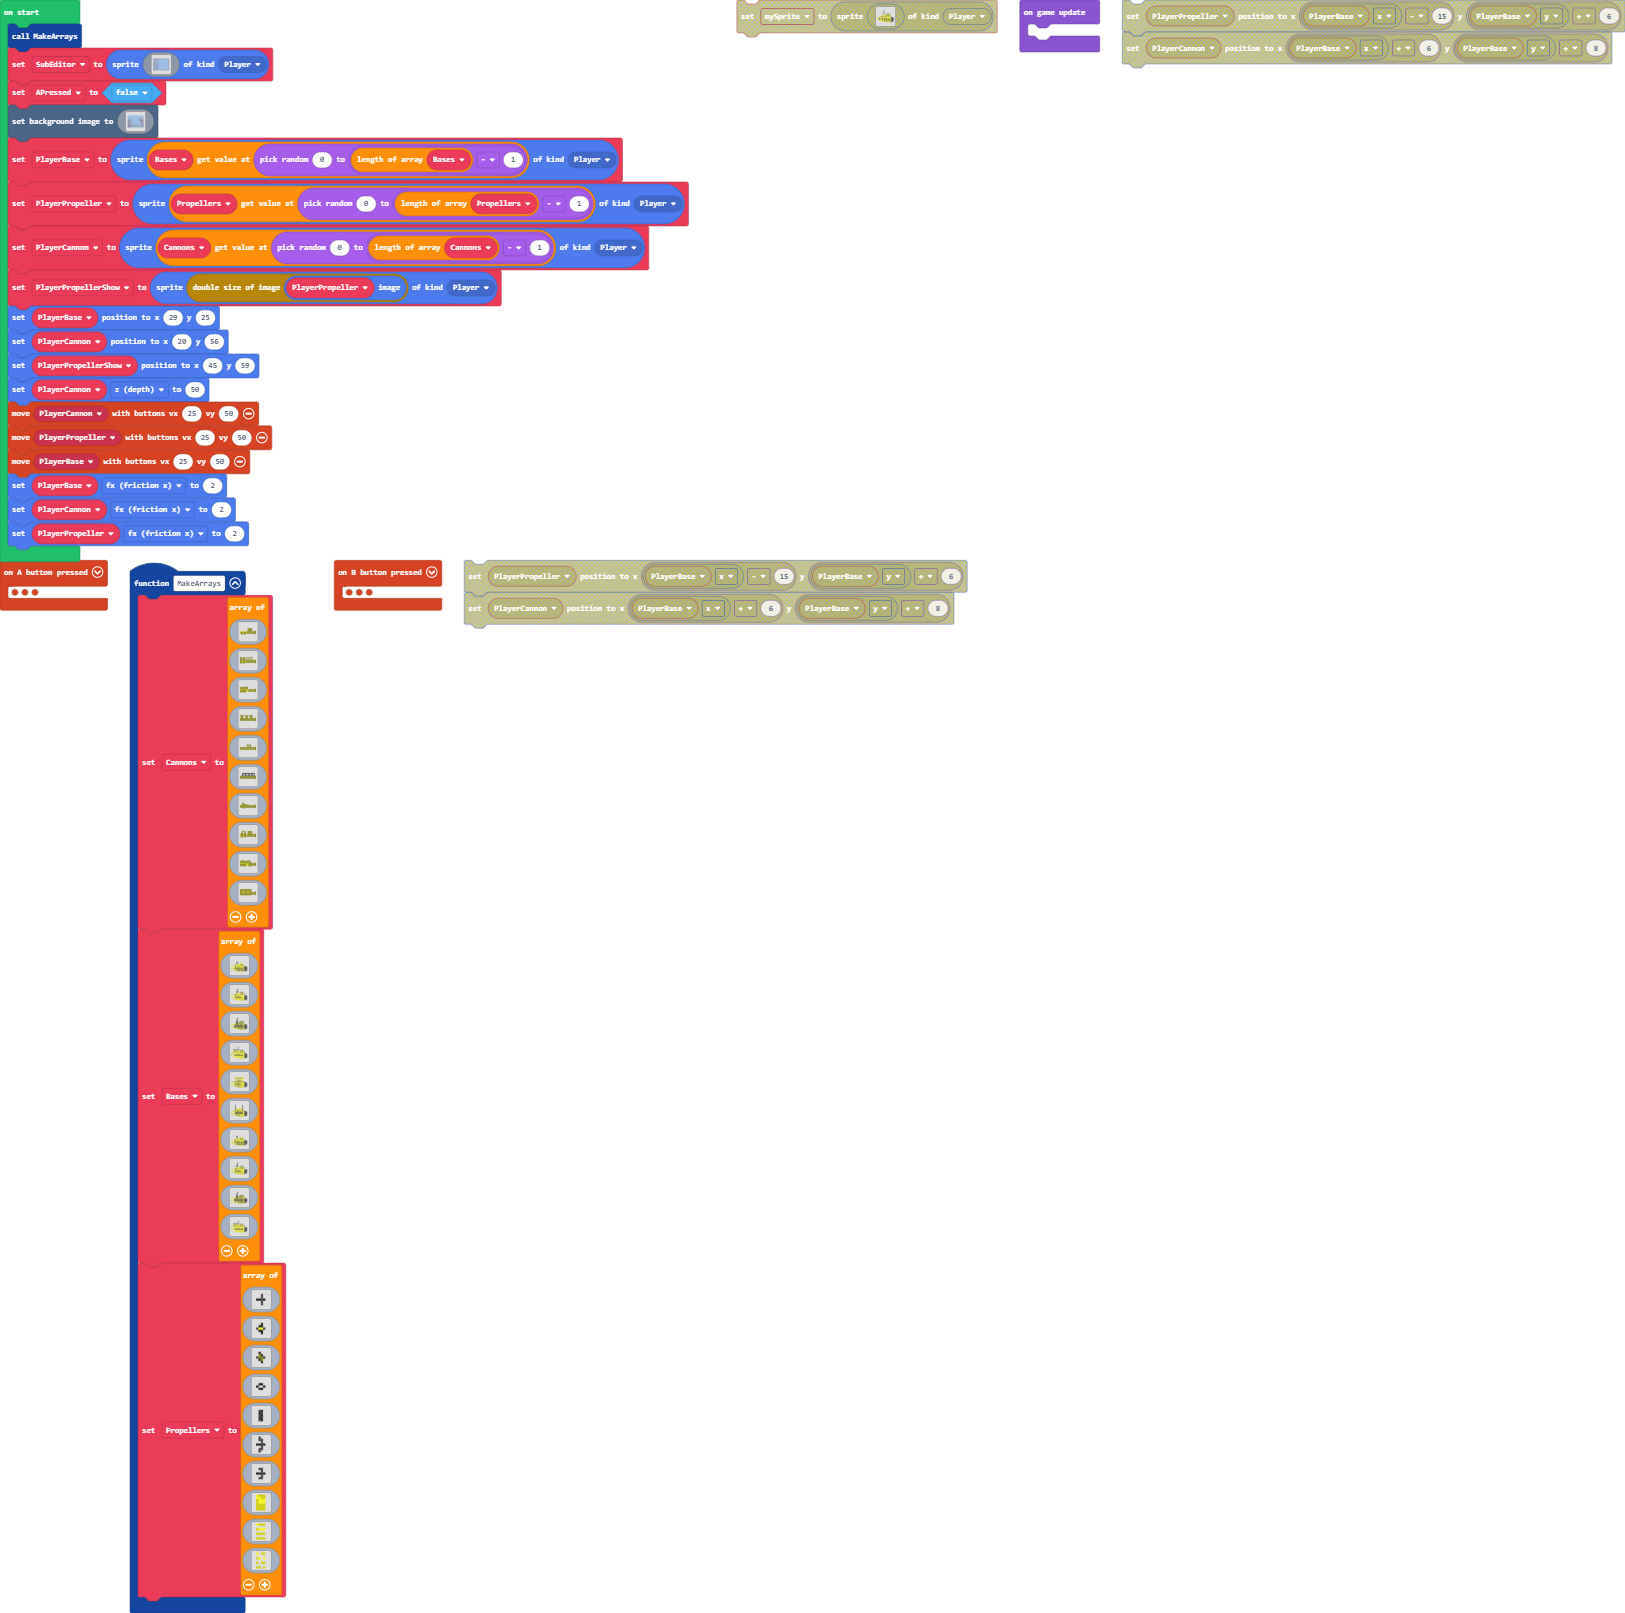 on start
call MakeArrays
set SubEditor to sprite of kind Player
set APressed to false
set background image to
set PlayerBase to sprite Bases get value at pick random 0 to length of array Bases - 1 of kind Player
set PlayerPropeller to sprite Propellers get value at pick random 0 to length of array Propellers - 1 of kind Player
set PlayerCannon to sprite Cannons get value at pick random 0 to length of array Cannons - 1 of kind Player
set PlayerPropellerShow to sprite double size of image PlayerPropeller image of kind Player
set PlayerBase position to x 29 y 25
set PlayerCannon position to x 20 y 56
set PlayerPropellerShow position to x 45 y 59
set PlayerCannon z (depth) to 50
move PlayerCannon with buttons vx 25 vy 50
move PlayerPropeller with buttons vx 25 vy 50
move PlayerBase with buttons vx 25 vy 50
set PlayerBase fx (friction x) to 2
set PlayerCannon fx (friction x) to 2
set PlayerPropeller fx (friction x) to 2
set mySprite to sprite of kind Player
on game update
set PlayerPropeller position to x PlayerBase x - 15 y PlayerBase y + 6
set PlayerCannon position to x PlayerBase x + 6 y PlayerBase y + 8
on A button pressed
function MakeArrays
array of
set Cannons to
array of
set Bases to
array of
set Propellers to
on B button pressed
set PlayerPropeller position to x PlayerBase x - 15 y PlayerBase y + 6
set PlayerCannon position to x PlayerBase x + 6 y PlayerBase y + 8